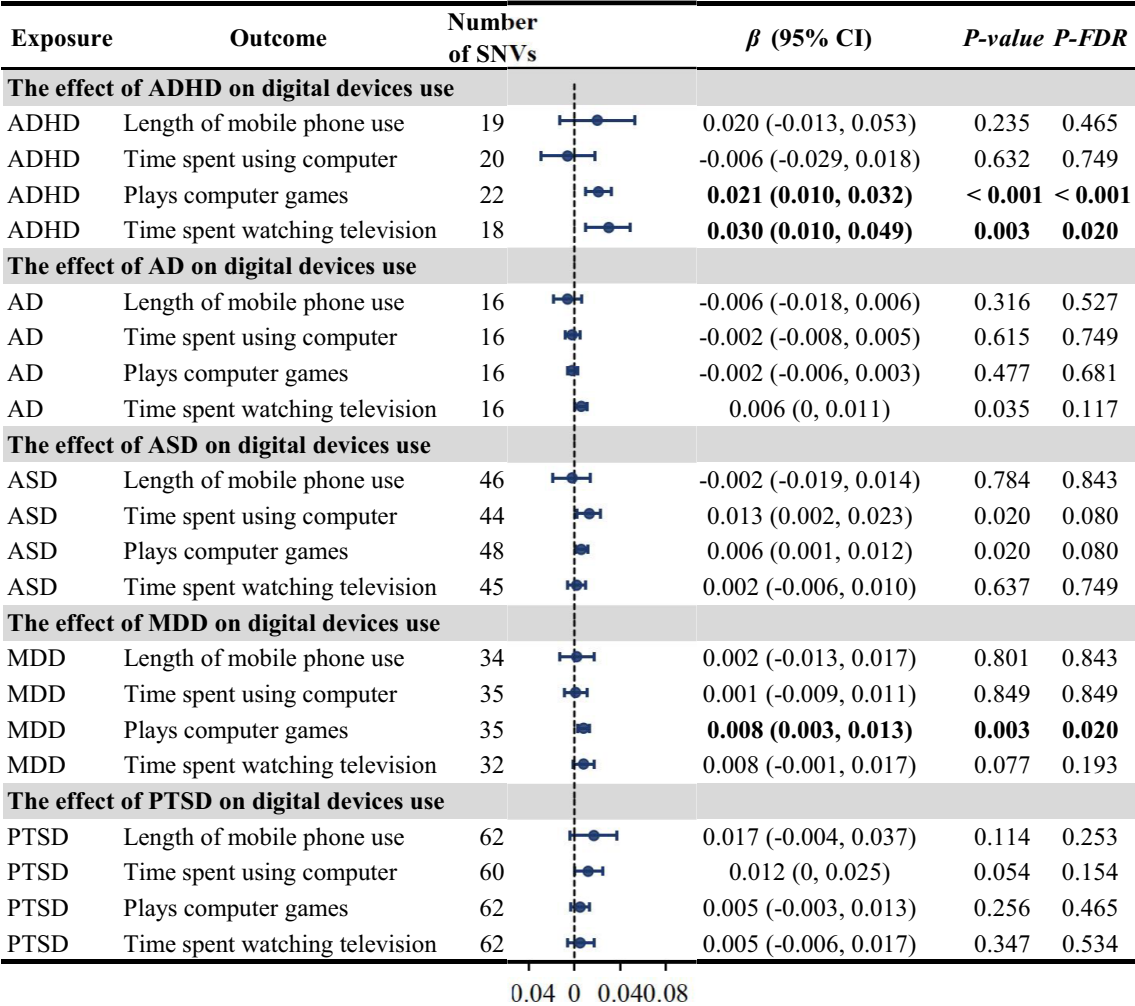 Exposure Outcome Number of SNVs β (95% CI) P-value P-FDR
The effect of ADHD on digital devices use
ADHD Length of mobile phone use 19 0.020 (-0.013, 0.053) 0.235 0.465
ADHD Time spent using computer 20 -0.006 (-0.029, 0.018) 0.632 0.749
ADHD Plays computer games 22 0.021 (0.010, 0.032) < 0.001 < 0.001
ADHD Time spent watching television 18 0.030 (0.010, 0.049) 0.003 0.020
The effect of AD on digital devices use
AD Length of mobile phone use 16 -0.006 (-0.018, 0.006) 0.316 0.527
AD Time spent using computer 16 -0.002 (-0.008, 0.005) 0.615 0.749
AD Plays computer games 16 -0.002 (-0.006, 0.003) 0.477 0.681
AD Time spent watching television 16 0.006 (0, 0.011) 0.035 0.117
The effect of ASD on digital devices use
ASD Length of mobile phone use 46 -0.002 (-0.019, 0.014) 0.784 0.843
ASD Time spent using computer 44 0.013 (0.002, 0.023) 0.020 0.080
ASD Plays computer games 48 0.006 (0.001, 0.012) 0.020 0.080
ASD Time spent watching television 45 0.002 (-0.006, 0.010) 0.637 0.749
The effect of MDD on digital devices use
MDD Length of mobile phone use 34 0.002 (-0.013, 0.017) 0.801 0.843
MDD Time spent using computer 35 0.001 (-0.009, 0.011) 0.849 0.849
MDD Plays computer games 35 0.008 (0.003, 0.013) 0.003 0.020
MDD Time spent watching television 32 0.008 (-0.001, 0.017) 0.077 0.193
The effect of PTSD on digital devices use
PTSD Length of mobile phone use 62 0.017 (-0.004, 0.037) 0.114 0.253
PTSD Time spent using computer 60 0.012 (0, 0.025) 0.054 0.154
PTSD Plays computer games 62 0.005 (-0.003, 0.013) 0.256 0.465
PTSD Time spent watching television 62 0.005 (-0.006, 0.017) 0.347 0.534
0.04 0 0.04 0.08